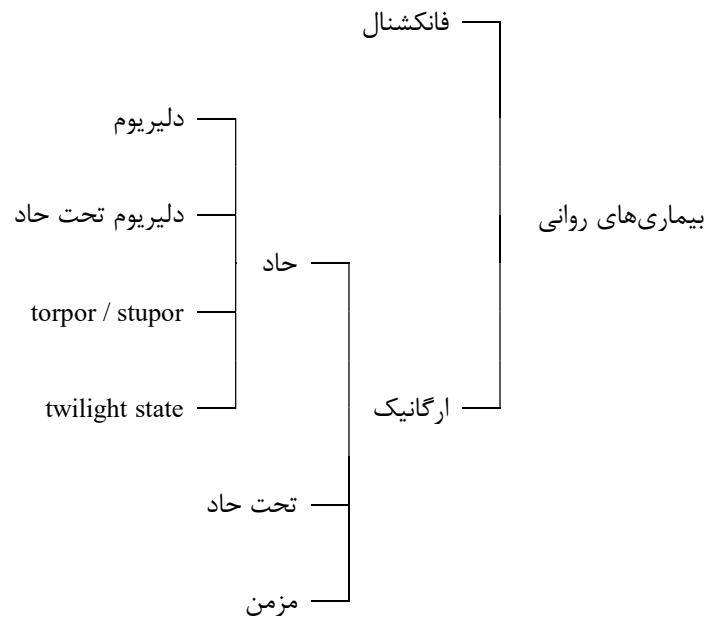 فانکشنال
دلیریوم
بیماری‌های روانی
دلیریوم تحت حاد
حاد
torpor / stupor
ارگانیک
twilight state
تحت حاد
مزمن